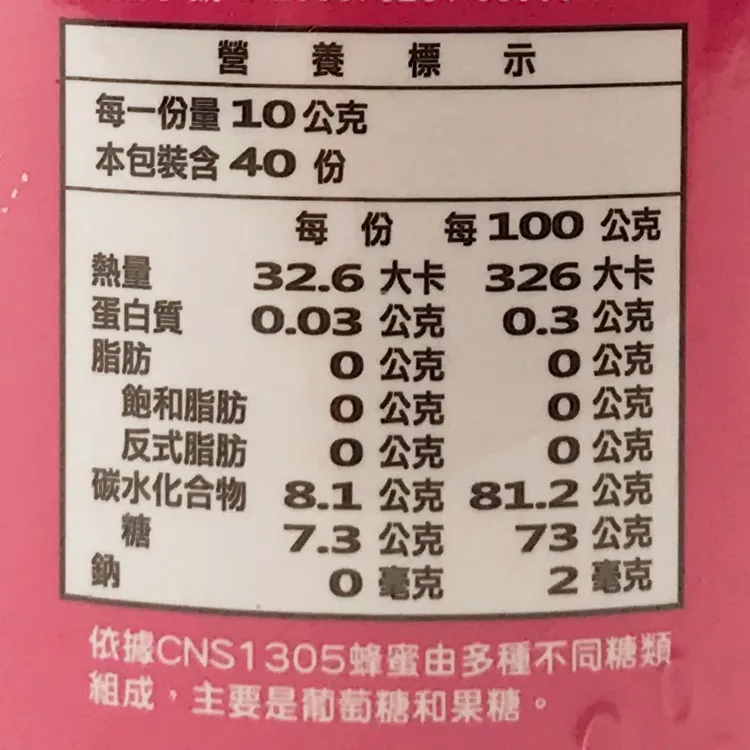 營養標示
每一份量 10 公克
本包裝含 40 份
每 份 每 100 公克
熱量 32.6 大卡 326 大卡
蛋白質 0.03 公克 0.3 公克
脂肪 0 公克 0 公克
飽和脂肪 0 公克 0 公克
反式脂肪 0 公克 0 公克
碳水化合物 8.1 公克 81.2 公克
糖 7.3 公克 73 公克
鈉 0 毫克 2 毫克
依據CNS1305蜂蜜由多種不同糖類
組成，主要是葡萄糖和果糖。